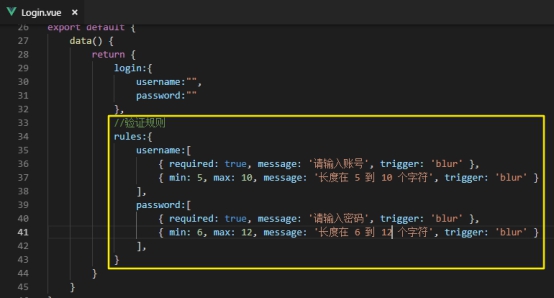 Login.vue ×
26 export default {
27 data() {
28 return {
29 login:{
30 username:"",
31 password:""
32 },
33 //验证规则
34 rules:{
35 username:[
36 { required: true, message: '请输入账号', trigger: 'blur' },
37 { min: 5, max: 10, message: '长度在 5 到 10 个字符', trigger: 'blur' }
38 ],
39 password:[
40 { required: true, message: '请输入密码', trigger: 'blur' },
41 { min: 6, max: 12, message: '长度在 6 到 12 个字符', trigger: 'blur' }
42 ],
43 }
44 }
45 }